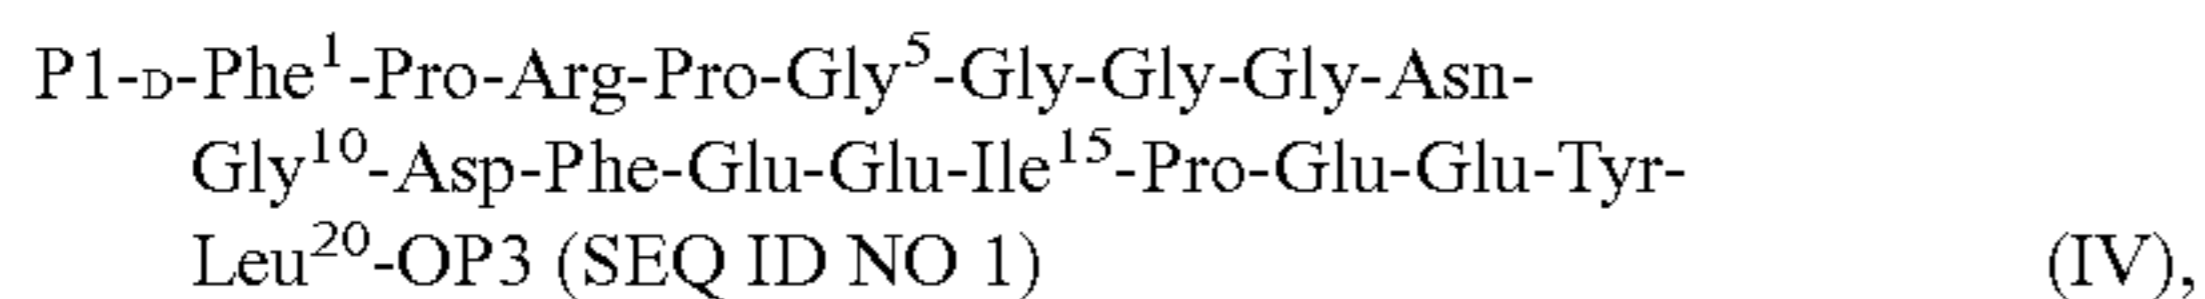 P1-D-Phe¹-Pro-Arg-Pro-Gly⁵-Gly-Gly-Gly-Asn-
Gly¹⁰-Asp-Phe-Glu-Glu-Ile¹⁵-Pro-Glu-Glu-Tyr-
Leu²⁰-OP3 (SEQ ID NO 1) (IV),